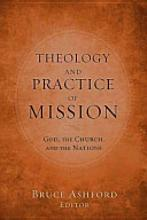 THEOLOGY
AND
PRACTICE
OF
MISSION
GOD, THE CHURCH,
AND THE NATIONS
BRUCE ASHFORD
EDITOR